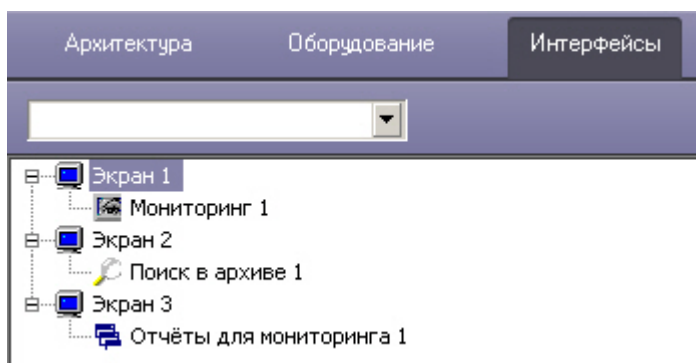 Архитектура Оборудование Интерфейсы
Экран 1
Мониторинг 1
Экран 2
Поиск в архиве 1
Экран 3
Отчёты для мониторинга 1